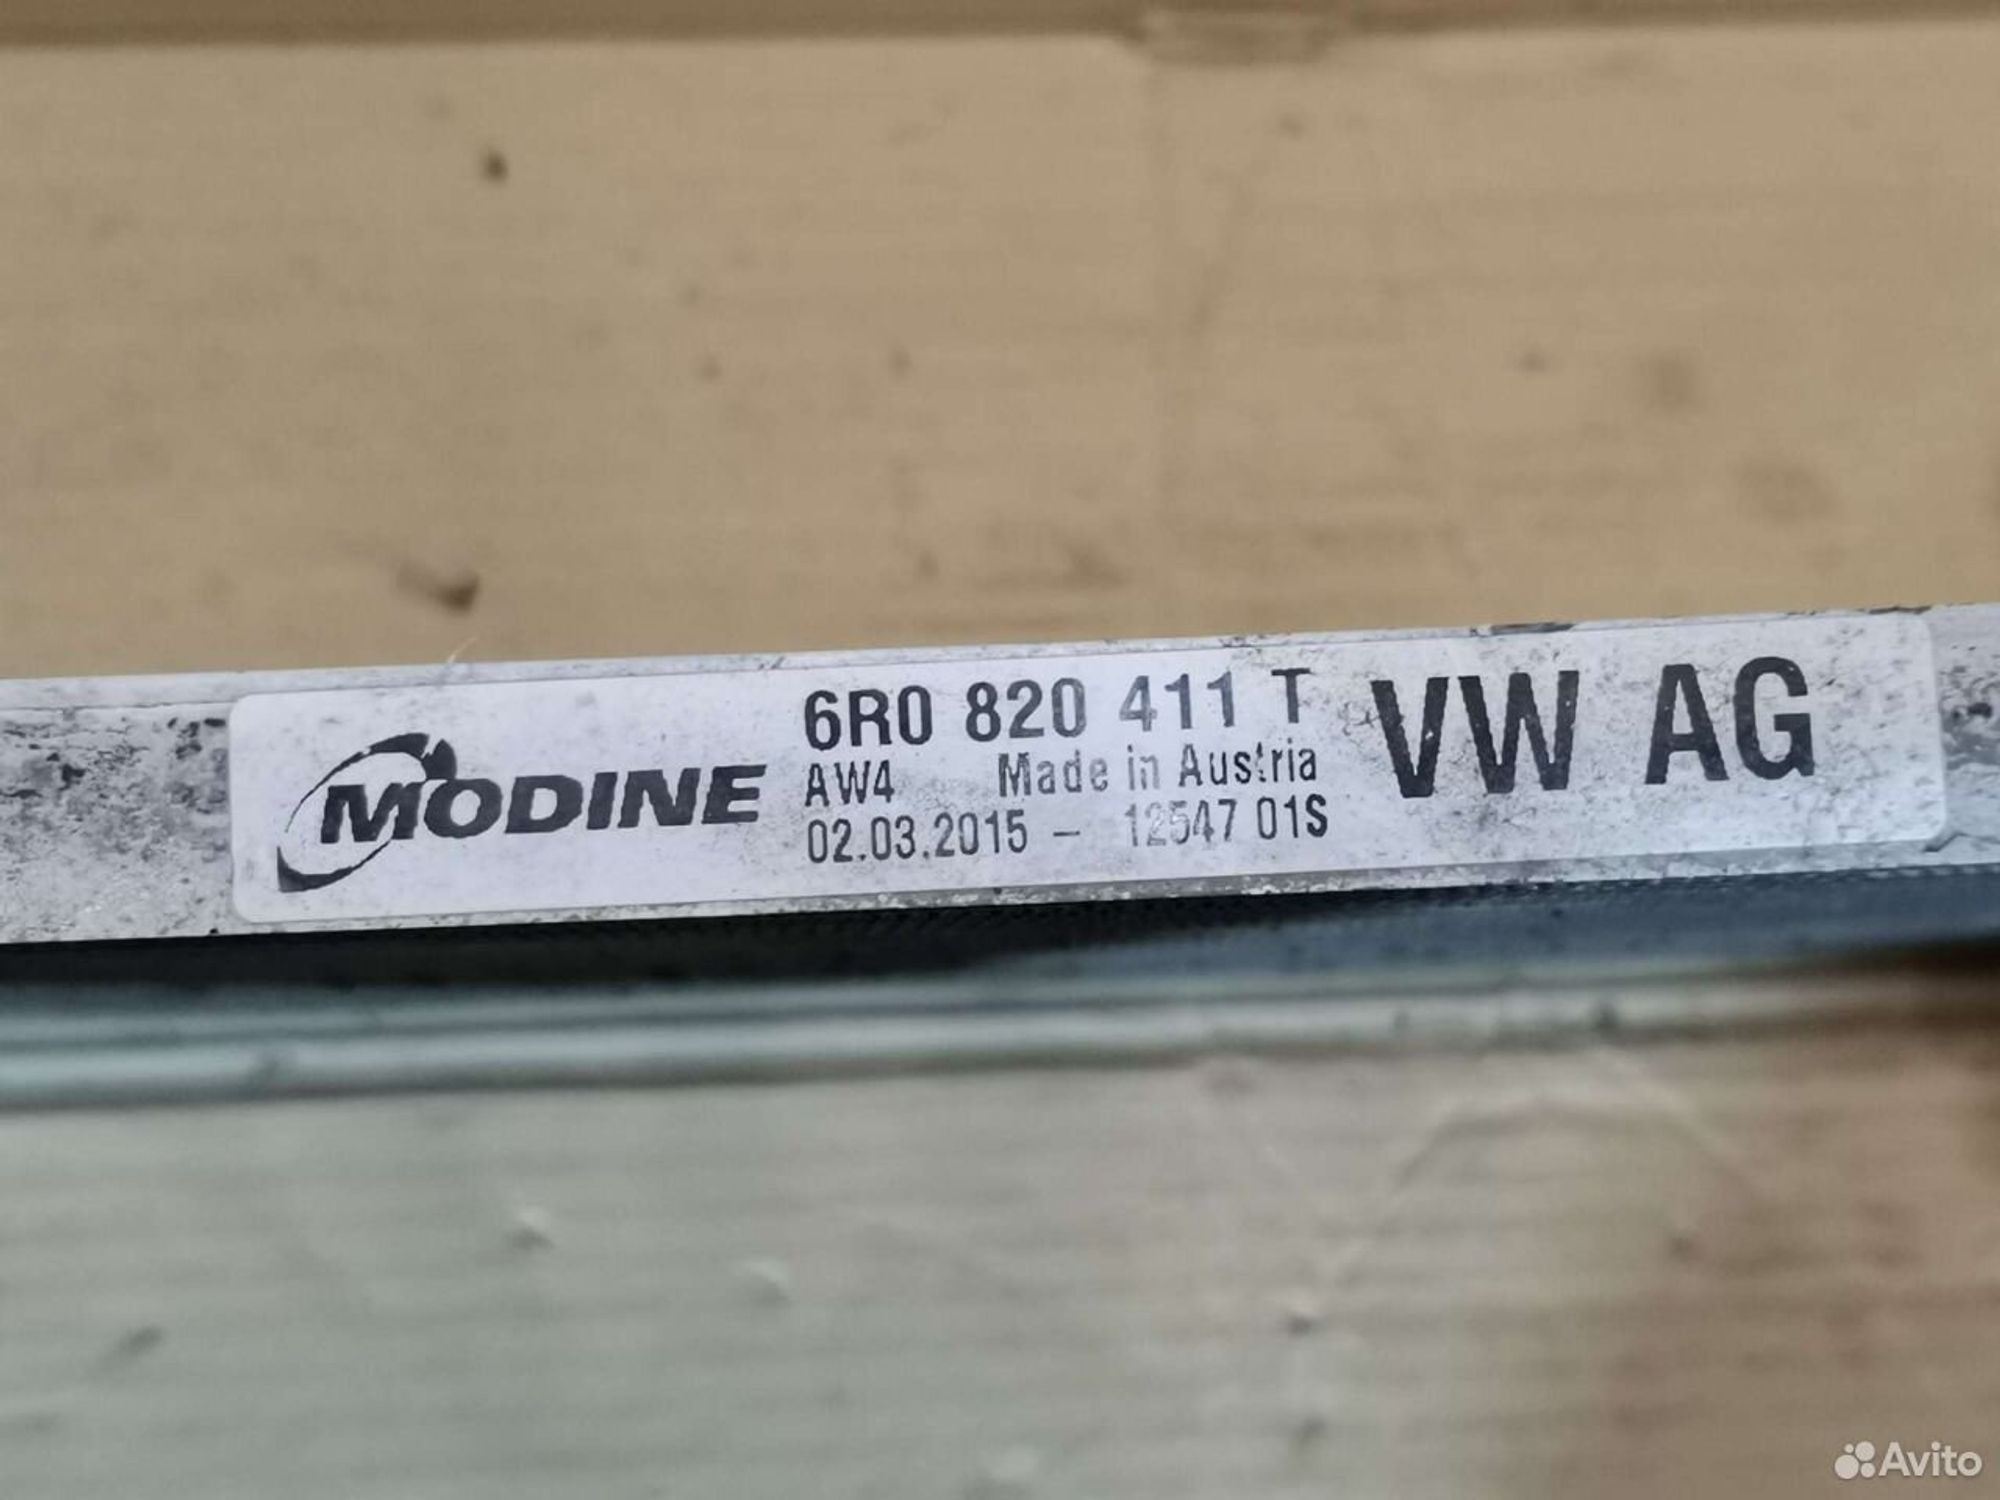 MODINE
6R0 820 411 T
AW4 Made in Austria
02.03.2015 - 12547 01S
VW AG
Avito